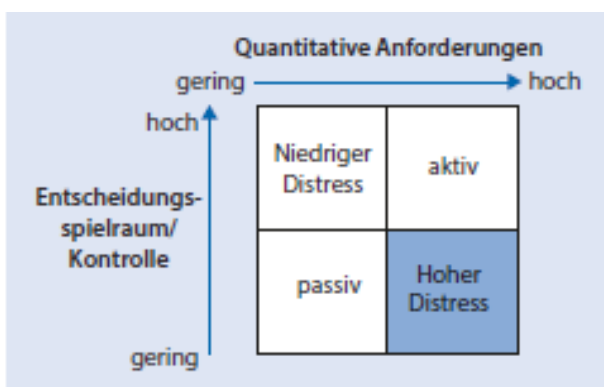 Quantitative Anforderungen
gering
hoch
hoch
Niedriger
Distress
aktiv
Entscheidungs-
spielraum/
Kontrolle
passiv
Hoher
Distress
gering